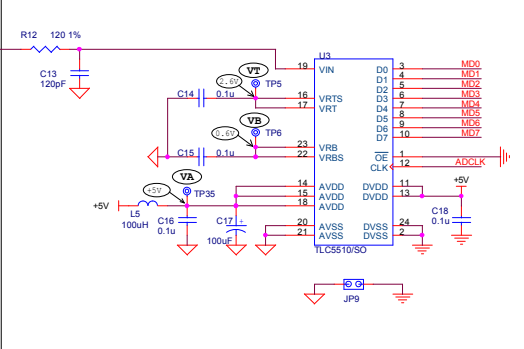 R12 120 1%
C13
120pF
U3
VT
2.6V
TP5
C14 0.1u
VB
0.6V
TP6
C15 0.1u
VA
+5V
TP35
+5V
L5
100uH
C16
0.1u
C17
100uF
+
19 VIN
16 VRTS
17 VRT
23 VRB
22 VRBS
14 AVDD
15 AVDD
18 AVDD
20 AVSS
21 AVSS
D0 3 MD0
D1 4 MD1
D2 5 MD2
D3 6 MD3
D4 7 MD4
D5 8 MD5
D6 9 MD6
D7 10 MD7
OE 1
CLK 12 ADCLK
DVDD 11
DVDD 13
+5V
C18
0.1u
DVSS 24
DVSS 2
TLC5510/SO
JP9